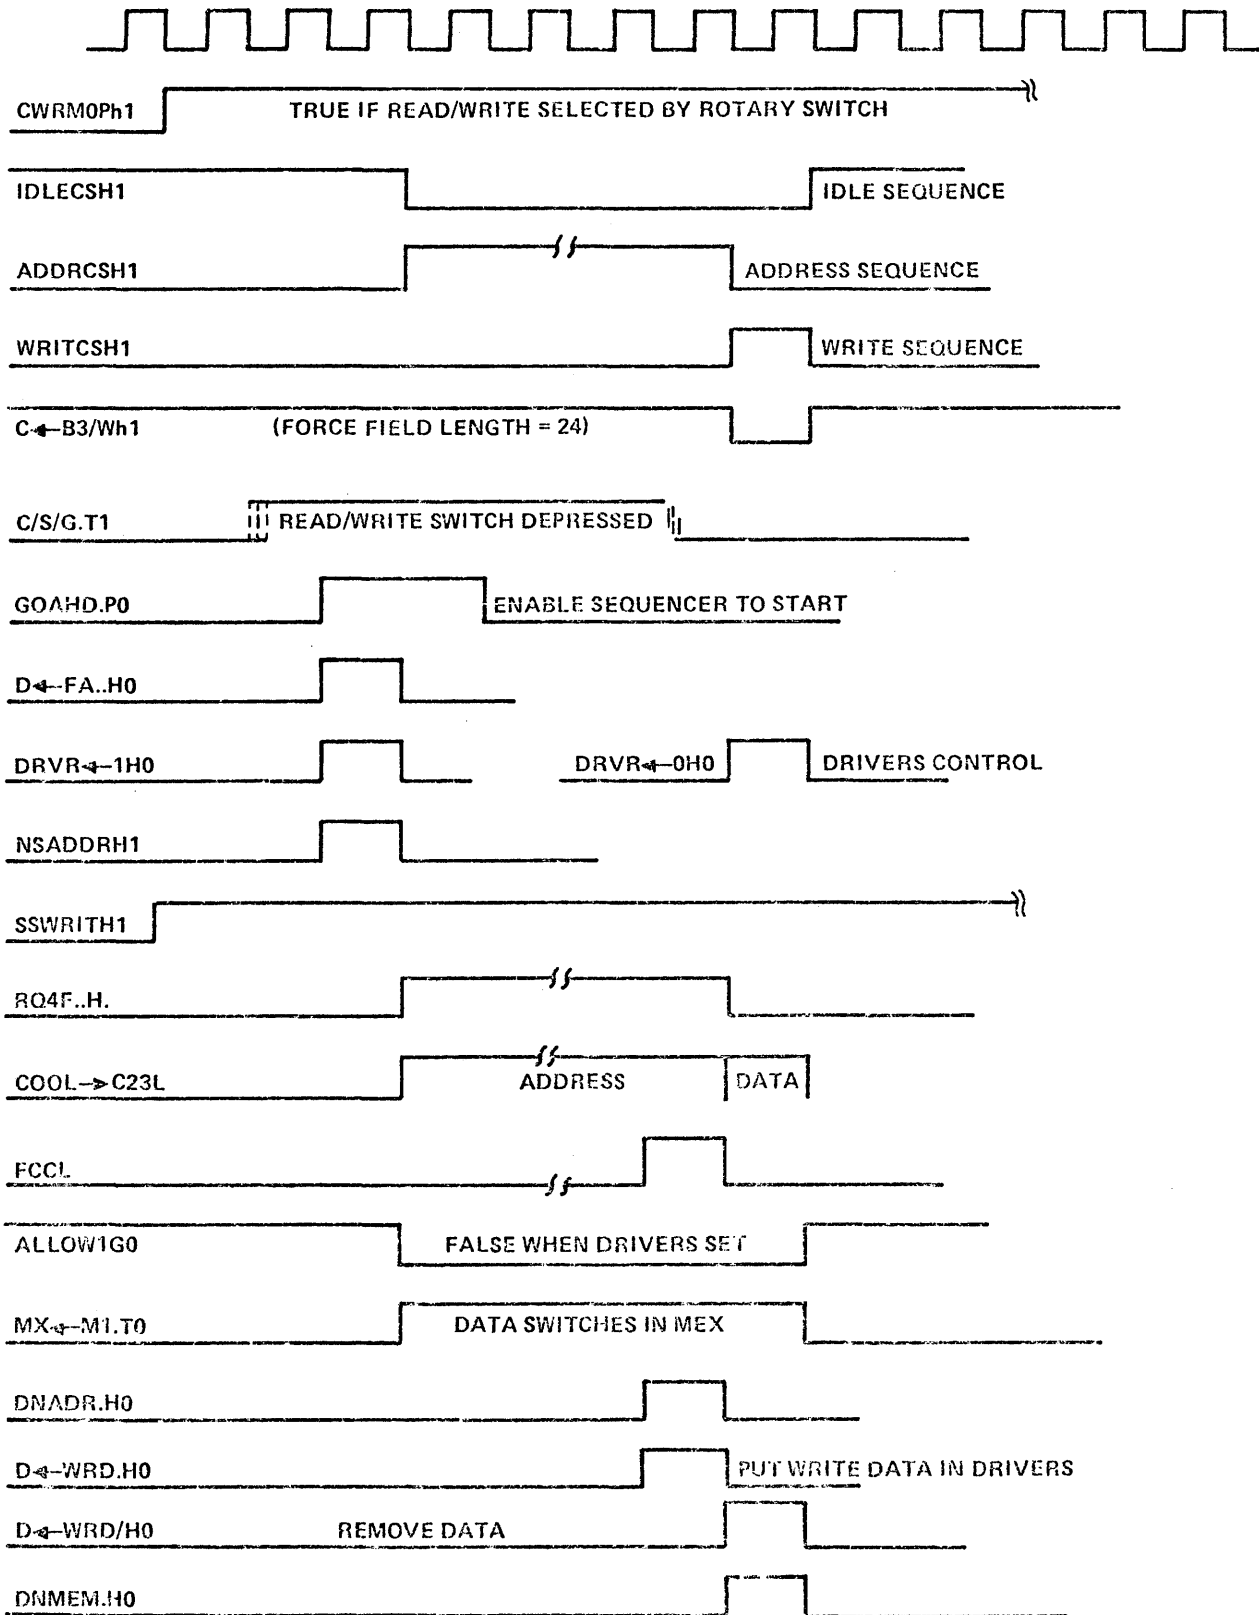 CWRM0Ph1 TRUE IF READ/WRITE SELECTED BY ROTARY SWITCH
IDLECSH1 IDLE SEQUENCE
ADDRCSH1 ADDRESS SEQUENCE
WRITCSH1 WRITE SEQUENCE
C←B3/Wh1 (FORCE FIELD LENGTH = 24)
C/S/G.T1 READ/WRITE SWITCH DEPRESSED
GOAHD.P0 ENABLE SEQUENCER TO START
D←FA..H0
DRVR←1H0 DRVR←0H0 DRIVERS CONTROL
NSADDRH1
SSWRITH1
RQ4F..H.
COOL→C23L ADDRESS DATA
FCCL
ALLOW1G0 FALSE WHEN DRIVERS SET
MX←M1.T0 DATA SWITCHES IN MEX
DNADR.H0
D←WRD.H0 PUT WRITE DATA IN DRIVERS
D←WRD/H0 REMOVE DATA
DNMEM.H0